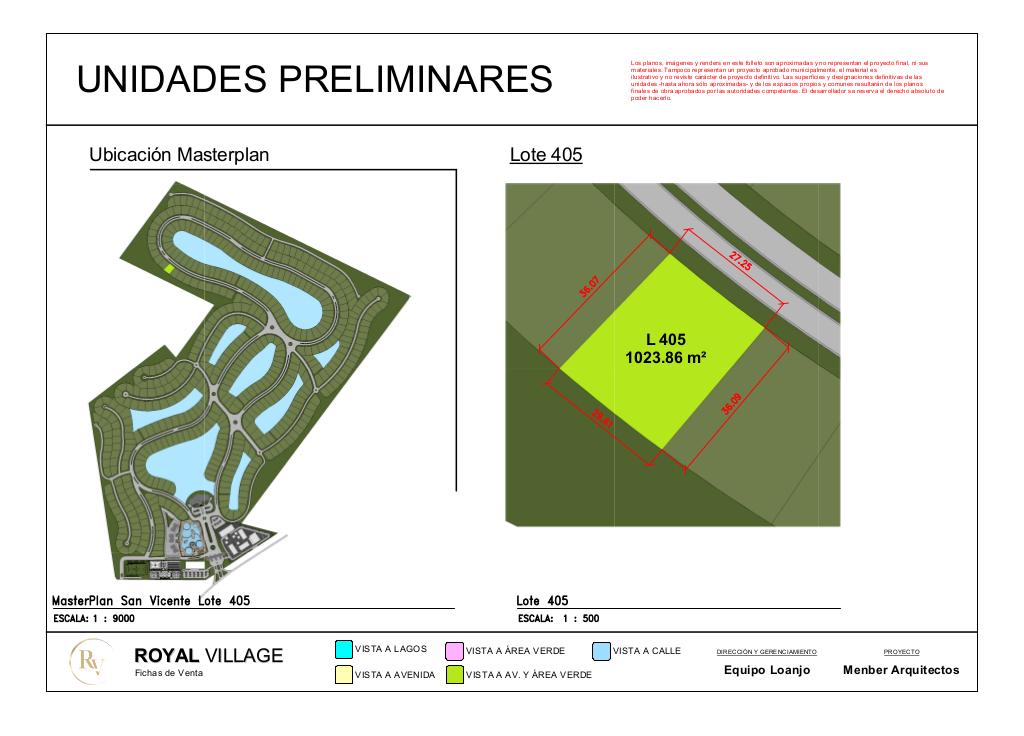 UNIDADES PRELIMINARES
Los planos, imágenes y renders en este folleto son aproximadas y no representan el proyecto final, ni sus
materiales. Tampoco representan un proyecto aprobado municipalmente, el material es
ilustrativo y no reviste carácter de proyecto definitivo. Las superficies y designaciones definitivas de las
unidades -hasta ahora sólo aproximadas- y de los espacios propios y comunes resultarán de los planos
finales de obra aprobados por las autoridades competentes. El desarrollador se reserva el derecho absoluto de
poder hacerlo.
Ubicación Masterplan
Lote 405
27.25
36.07
L 405
1023.86 m²
36.09
MasterPlan San Vicente Lote 405
ESCALA: 1 : 9000
Lote 405
ESCALA: 1 : 500
RV
ROYAL VILLAGE
Fichas de Venta
VISTA A LAGOS
VISTA A ÁREA VERDE
VISTA A CALLE
VISTA A AVENIDA
VISTA A AV. Y ÁREA VERDE
DIRECCIÓN Y GERENCIAMIENTO
Equipo Loanjo
PROYECTO
Menber Arquitectos